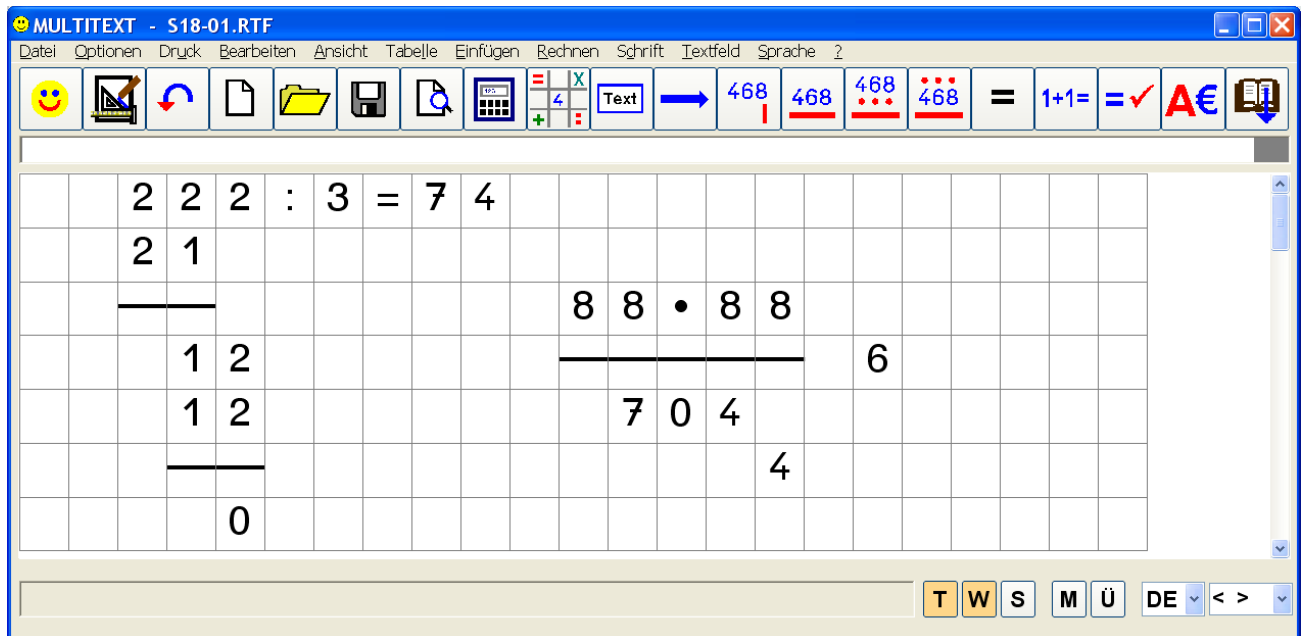 MULTITEXT - S18-01.RTF
Datei Optionen Druck Bearbeiten Ansicht Tabelle Einfügen Rechnen Schrift Textfeld Sprache ?
123 = X 4 + : Text 468 468 468 468 = 1+1= = A€
2 2 2 : 3 = 7 4
2 1
8 8 • 8 8
1 2 6
1 2 7 0 4
4
0
T W S M Ü DE < >